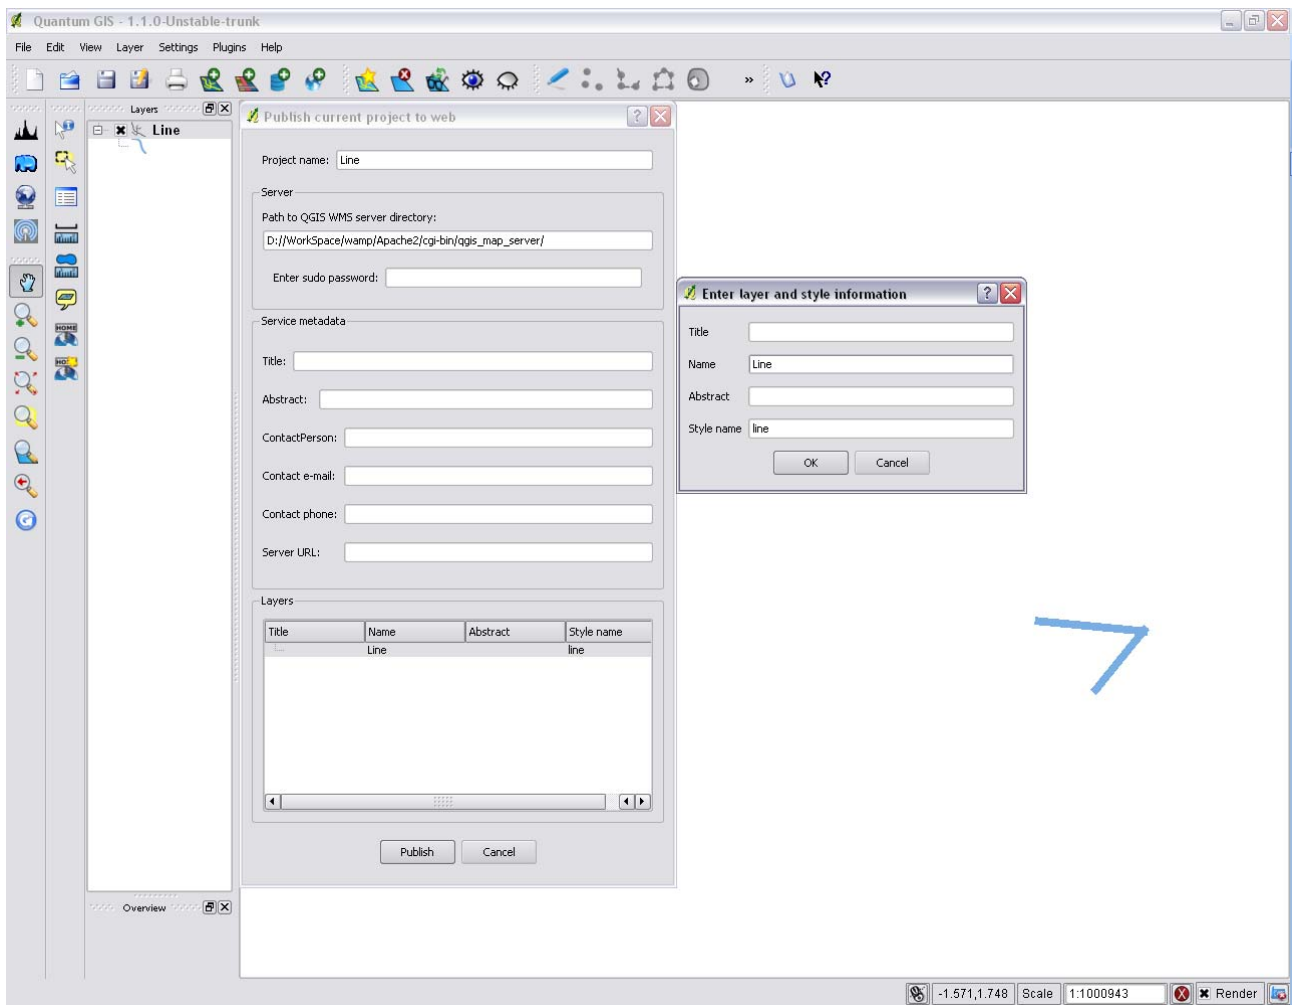 Quantum GIS - 1.1.0-Unstable-trunk
File Edit View Layer Settings Plugins Help
Layers
Line
Publish current project to web
Project name: Line
Server
Path to QGIS WMS server directory:
D://WorkSpace/wamp/Apache2/cgi-bin/qgis_map_server/
Enter sudo password:
Service metadata
Title:
Abstract:
ContactPerson:
Contact e-mail:
Contact phone:
Server URL:
Layers
Title Name Abstract Style name
Line line
Publish Cancel
Enter layer and style information
Title
Name Line
Abstract
Style name line
OK Cancel
Overview
-1.571,1.748 Scale 1:1000943 Render